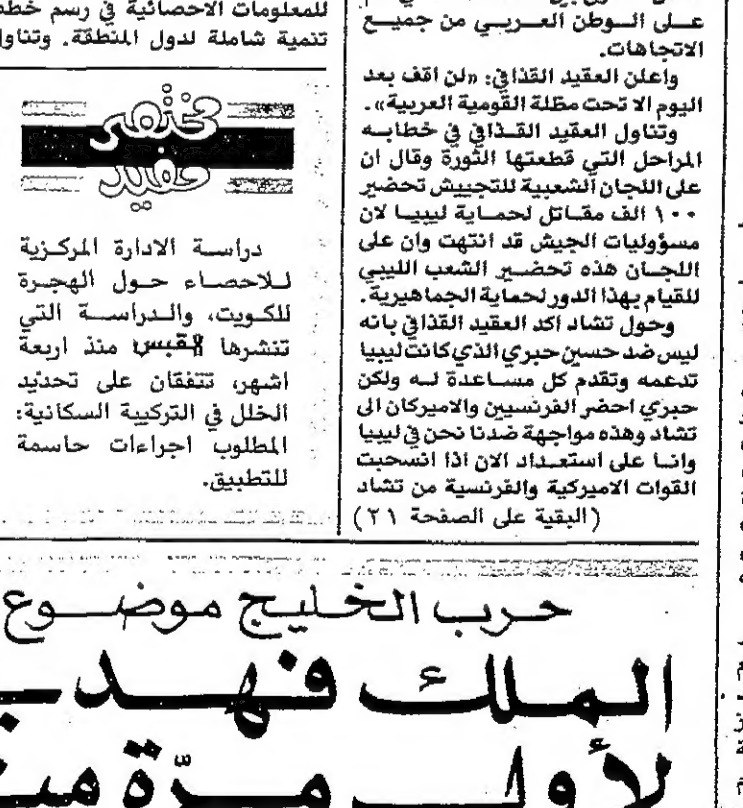 على الوطن العربي من جميع
الاتجاهات.
واعلن العقيد القذافي: «لن اقف بعد
اليوم الا تحت مظلة القومية العربية».
وتناول العقيد القذافي في خطابه
المراحل التي قطعتها الثورة وقال ان
على اللجان الشعبية للتجييش تحضير
١٠٠ الف مقاتل لحماية ليبيا لان
مسؤوليات الجيش قد انتهت وان على
اللجان هذه تحضير الشعب الليبي
للقيام بهذا الدور لحماية الجماهيرية.
وحول تشاد اكد العقيد القذافي بانه
ليس ضد حسين حبري الذي كانت ليبيا
تدعمه وتقدم كل مساعدة له ولكن
حبري احضر الفرنسيين والاميركان الى
تشاد وهذه مواجهة ضدنا نحن في ليبيا
وانا على استعداد الان اذا انسحبت
القوات الاميركية والفرنسية من تشاد
(البقية على الصفحة ٢١)
للمعلومات الاحصائية في رسم خطط
تنمية شاملة لدول المنطقة. وتناول
مختصر
مفيد
دراسة الادارة المركزية
للاحصاء حول الهجرة
للكويت، والدراسة التي
تنشرها القبس منذ اربعة
اشهر، تتفقان على تحديد
الخلل في التركيبة السكانية:
المطلوب اجراءات حاسمة
للتطبيق.
حرب الخليج موضوع
الملك فهد
لأول مرّة